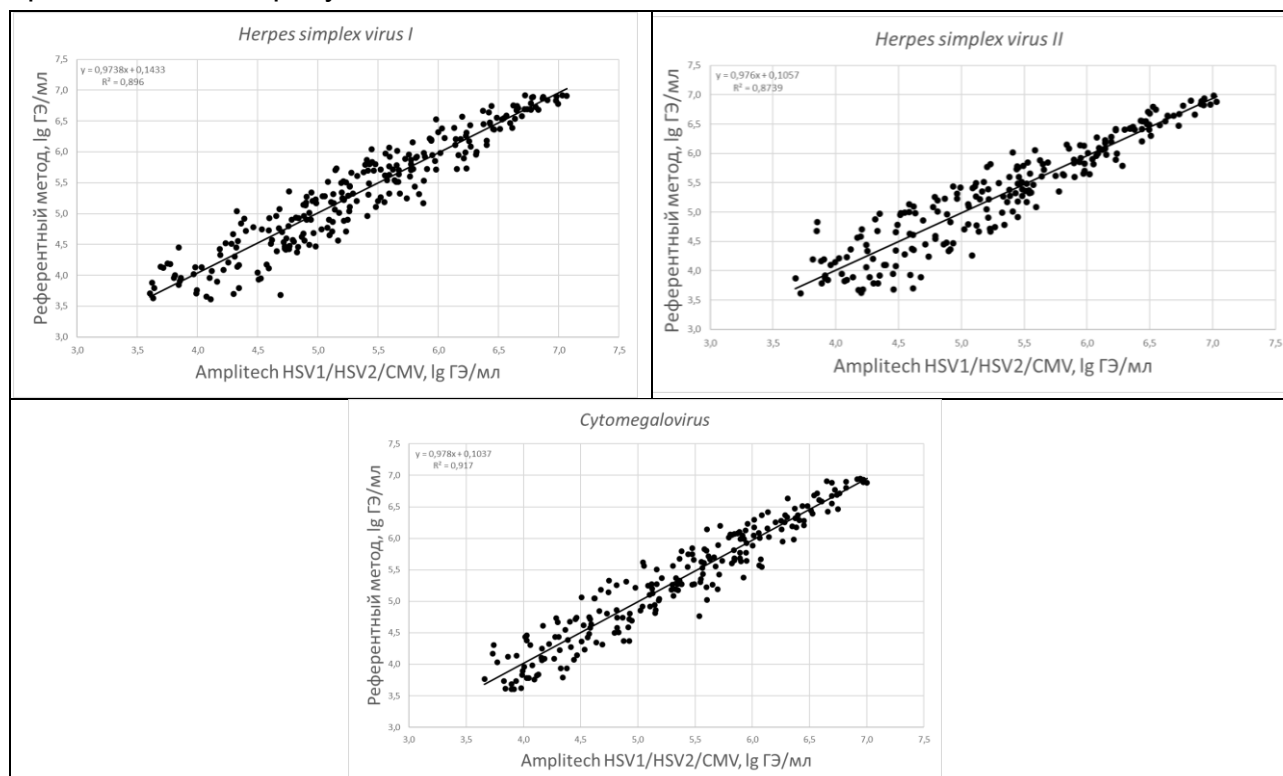 Herpes simplex virus I
7,5
7,0
6,5
6,0
5,5
5,0
4,5
4,0
3,5
3,0
y = 0,9738x + 0,1433
R² = 0,896
Референтный метод, lg ГЭ/мл
3,0 3,5 4,0 4,5 5,0 5,5 6,0 6,5 7,0 7,5
Amplitech HSV1/HSV2/CMV, lg ГЭ/мл
Herpes simplex virus II
7,5
7,0
6,5
6,0
5,5
5,0
4,5
4,0
3,5
3,0
y = 0,976x + 0,1057
R² = 0,8739
Референтный метод, lg ГЭ/мл
3,0 3,5 4,0 4,5 5,0 5,5 6,0 6,5 7,0 7,5
Amplitech HSV1/HSV2/CMV, lg ГЭ/мл
Cytomegalovirus
7,5
7,0
6,5
6,0
5,5
5,0
4,5
4,0
3,5
3,0
y = 0,978x + 0,1037
R² = 0,917
Референтный метод, lg ГЭ/мл
3,0 3,5 4,0 4,5 5,0 5,5 6,0 6,5 7,0 7,5
Amplitech HSV1/HSV2/CMV, lg ГЭ/мл